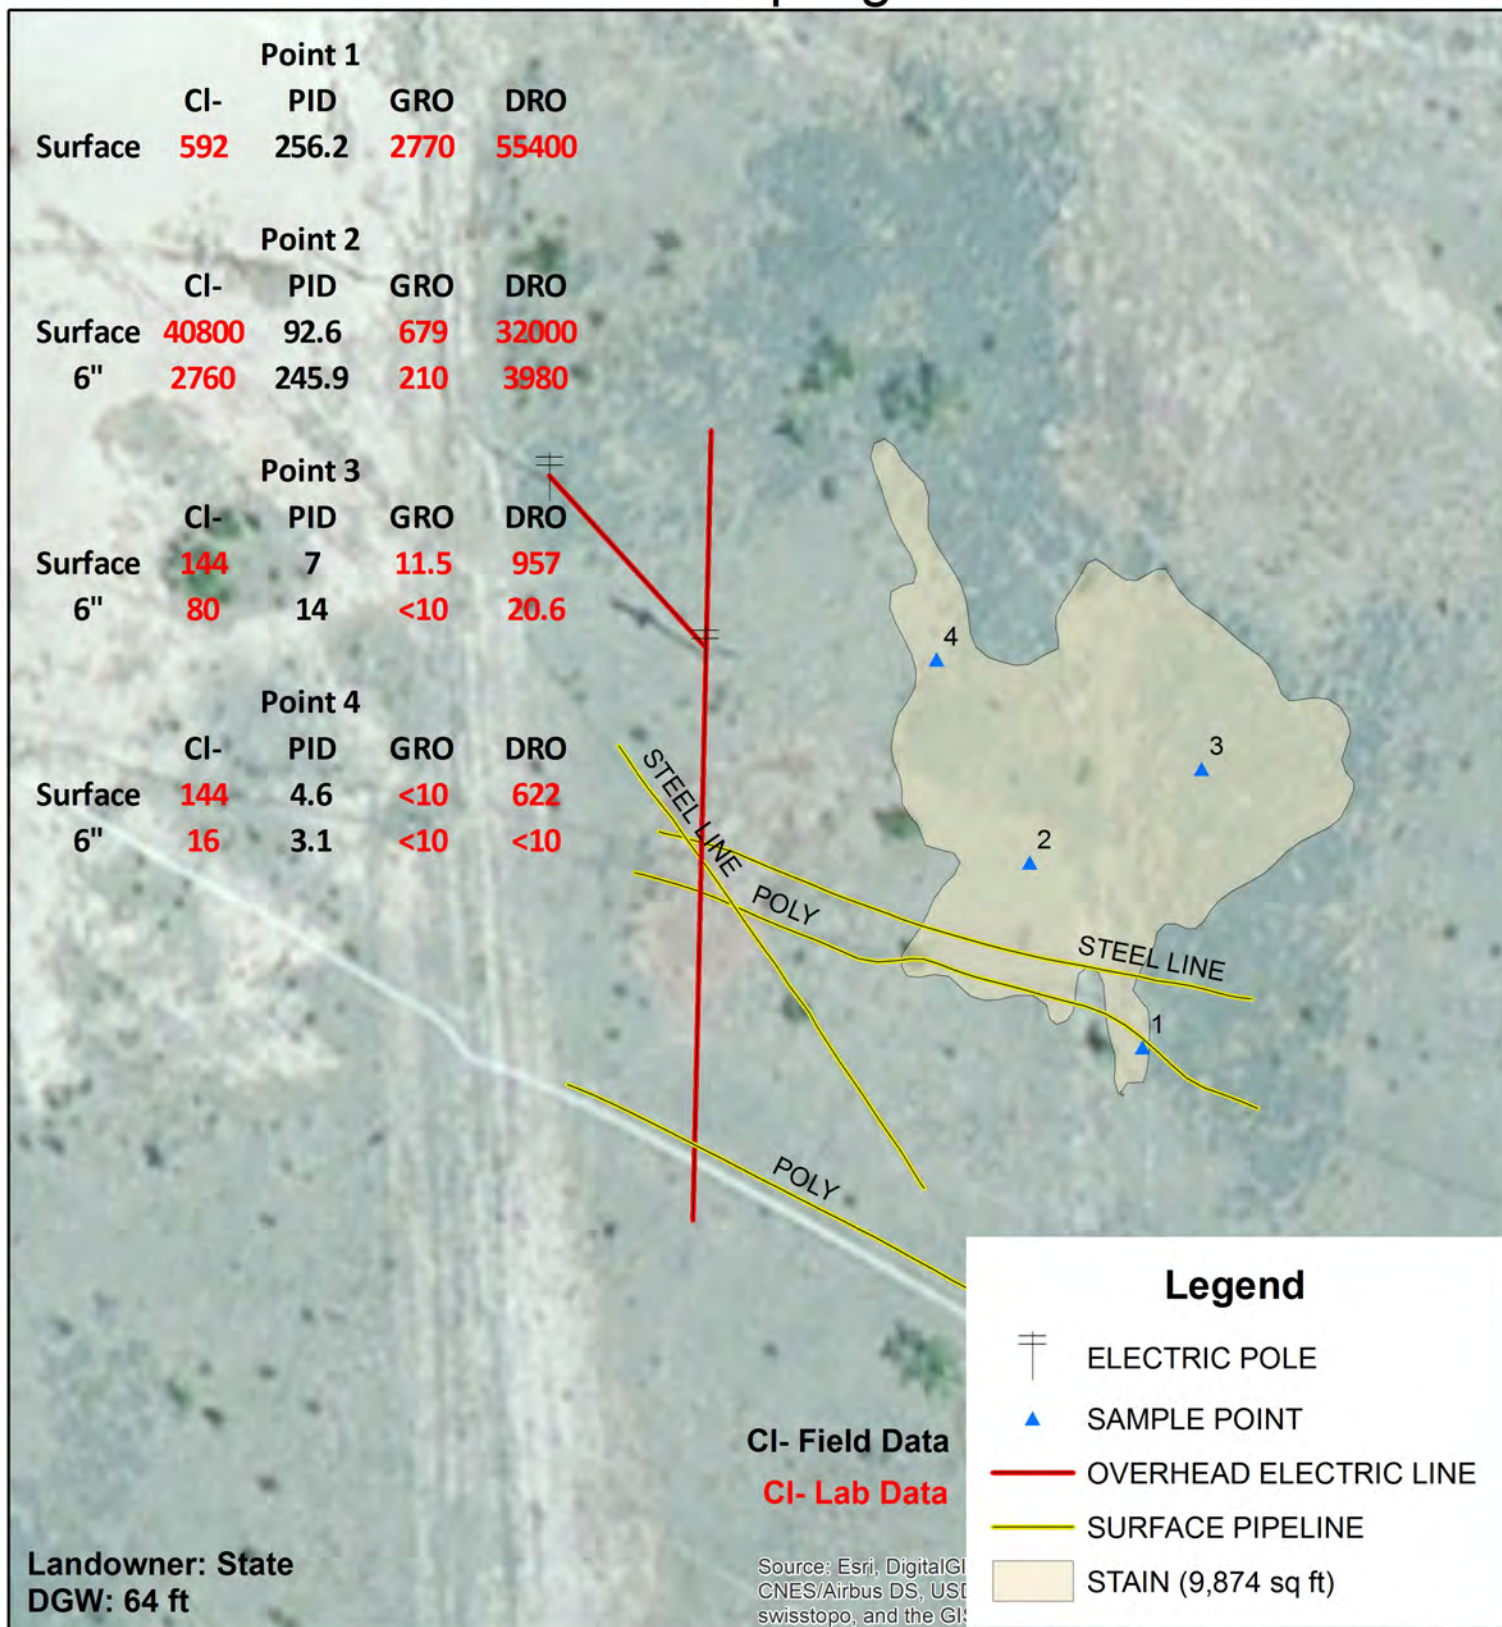 Point 1
Cl- PID GRO DRO
Surface 592 256.2 2770 55400
Point 2
Cl- PID GRO DRO
Surface 40800 92.6 679 32000
6" 2760 245.9 210 3980
Point 3
Cl- PID GRO DRO
Surface 144 7 11.5 957
6" 80 14 <10 20.6
Point 4
Cl- PID GRO DRO
Surface 144 4.6 <10 622
6" 16 3.1 <10 <10
4
3
2
1
STEEL LINE
POLY
STEEL LINE
POLY
Legend
ELECTRIC POLE
SAMPLE POINT
OVERHEAD ELECTRIC LINE
SURFACE PIPELINE
STAIN (9,874 sq ft)
Cl- Field Data
Cl- Lab Data
Landowner: State
DGW: 64 ft
Source: Esri,
CNES/Airbus DS,
swisstopo, and the